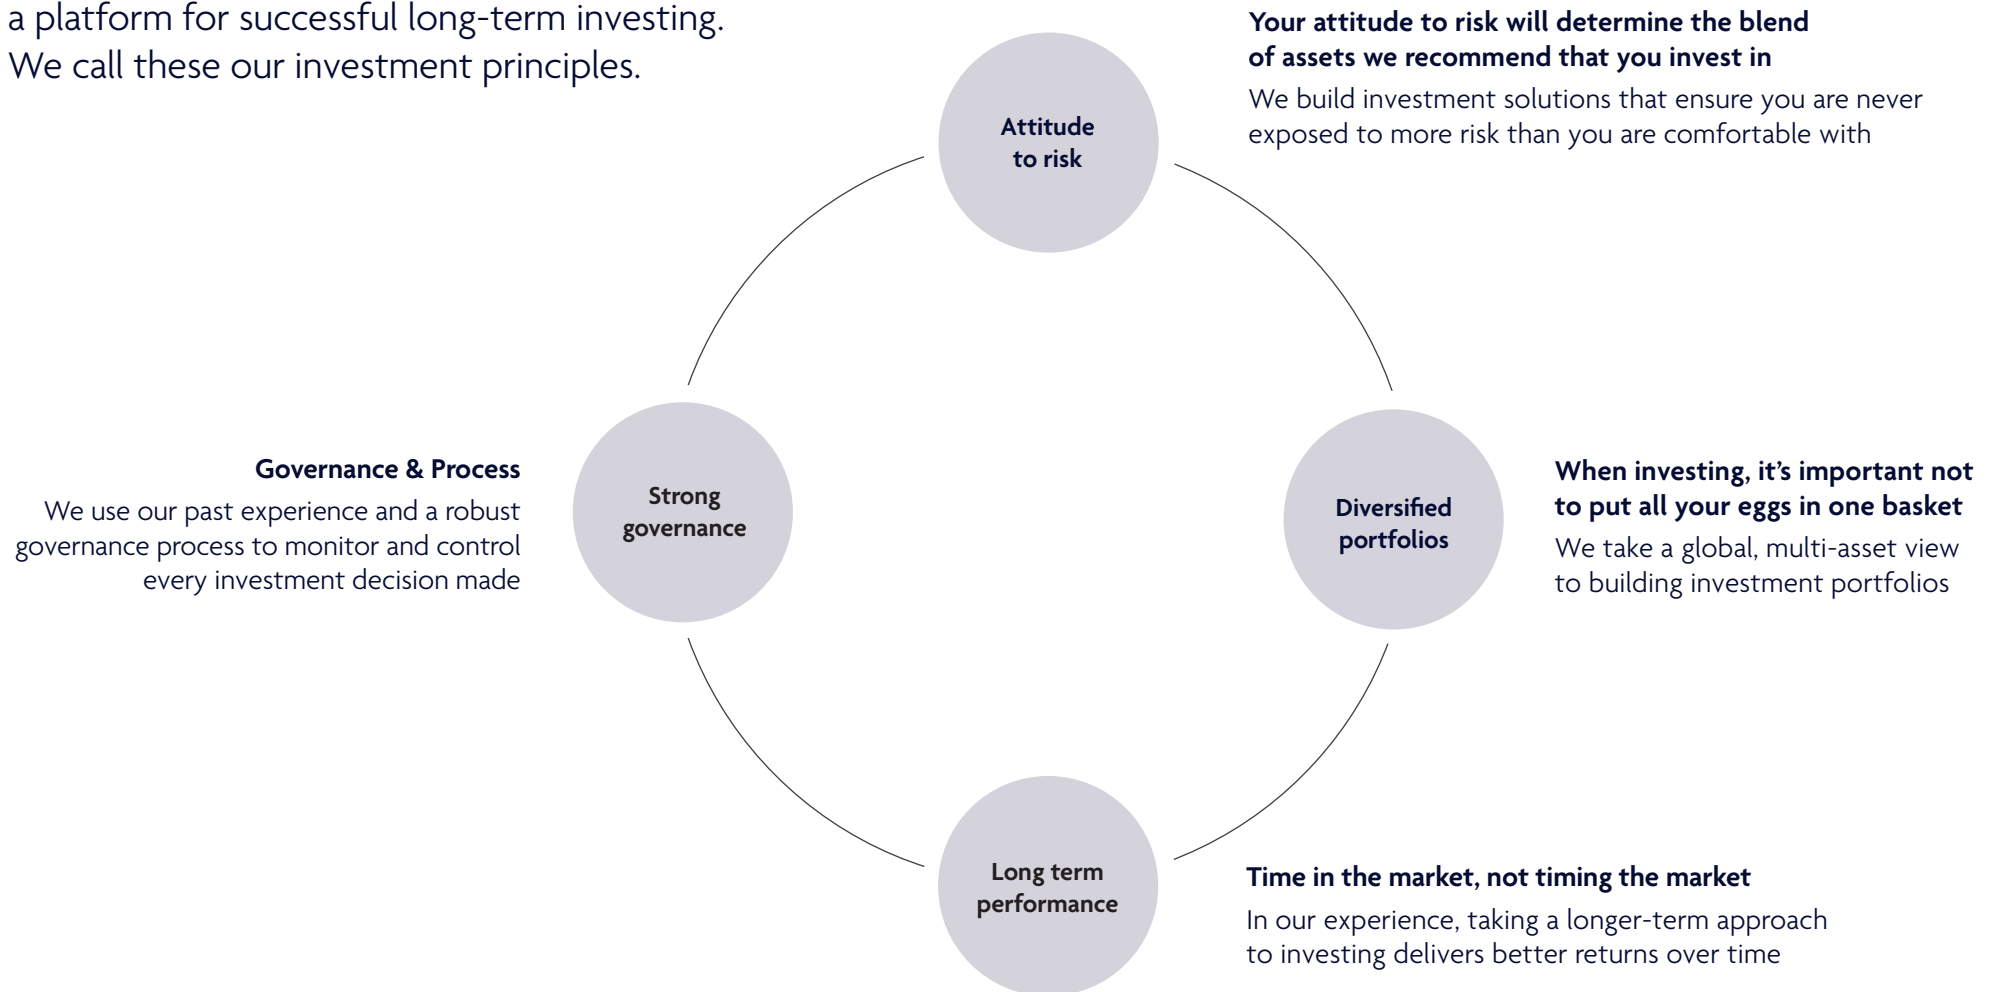 a platform for successful long-term investing.
We call these our investment principles.
Attitude
to risk
Your attitude to risk will determine the blend
of assets we recommend that you invest in
We build investment solutions that ensure you are never
exposed to more risk than you are comfortable with
Governance & Process
We use our past experience and a robust
governance process to monitor and control
every investment decision made
Strong
governance
Diversified
portfolios
When investing, it’s important not
to put all your eggs in one basket
We take a global, multi-asset view
to building investment portfolios
Long term
performance
Time in the market, not timing the market
In our experience, taking a longer-term approach
to investing delivers better returns over time